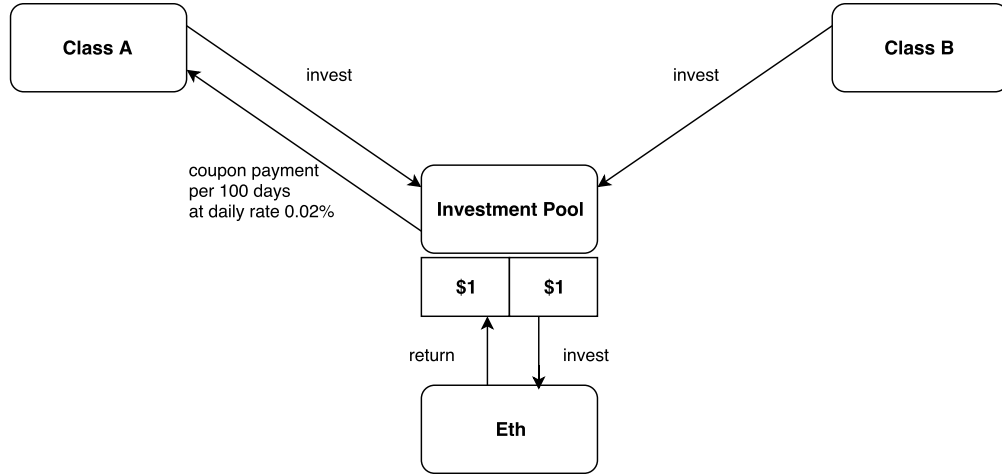 Class A
Class B
invest
invest
coupon payment
per 100 days
at daily rate 0.02%
Investment Pool
$1
$1
return
invest
Eth